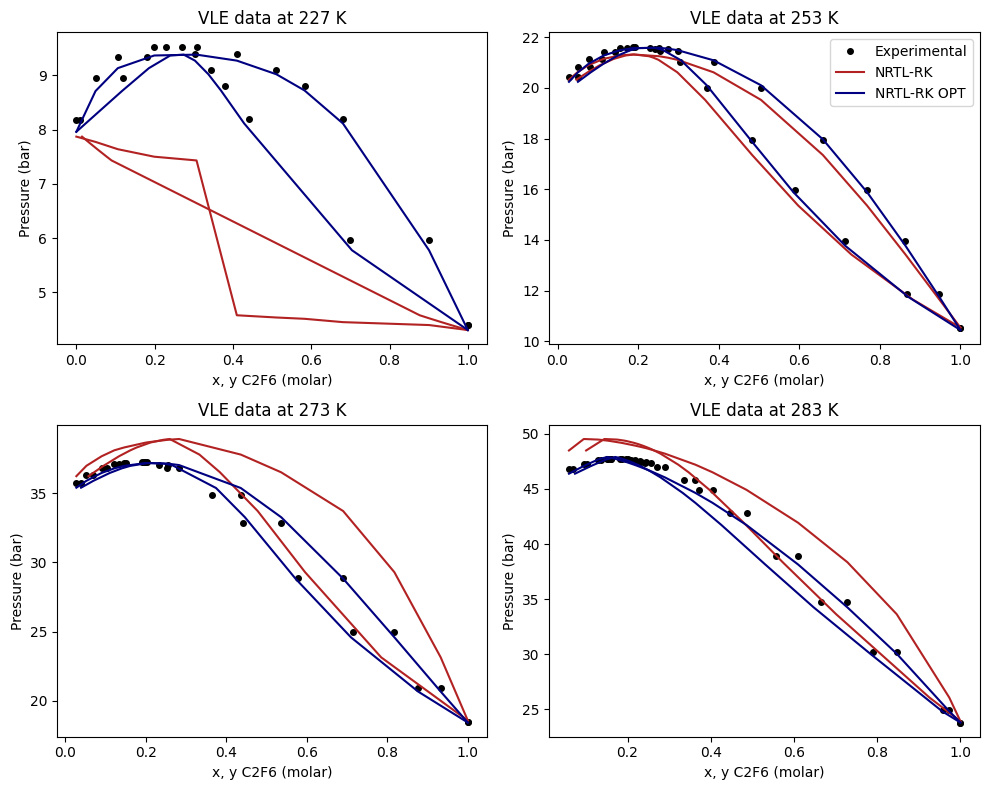 VLE data at 227 K
Pressure (bar)
9
8
7
6
5
0.0 0.2 0.4 0.6 0.8 1.0
x, y C2F6 (molar)
VLE data at 253 K
Experimental
NRTL-RK
NRTL-RK OPT
Pressure (bar)
22
20
18
16
14
12
10
0.0 0.2 0.4 0.6 0.8 1.0
x, y C2F6 (molar)
VLE data at 273 K
Pressure (bar)
35
30
25
20
0.0 0.2 0.4 0.6 0.8 1.0
x, y C2F6 (molar)
VLE data at 283 K
Pressure (bar)
50
45
40
35
30
25
0.2 0.4 0.6 0.8 1.0
x, y C2F6 (molar)